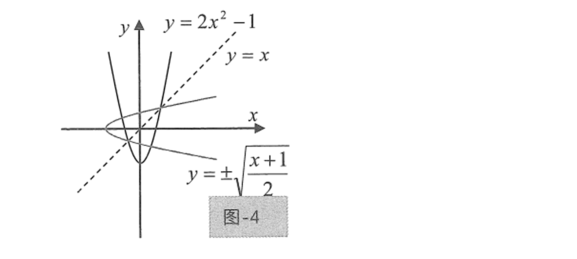 y
y = 2x² − 1
y = x
x
y = ±√((x+1)/2)
图-4